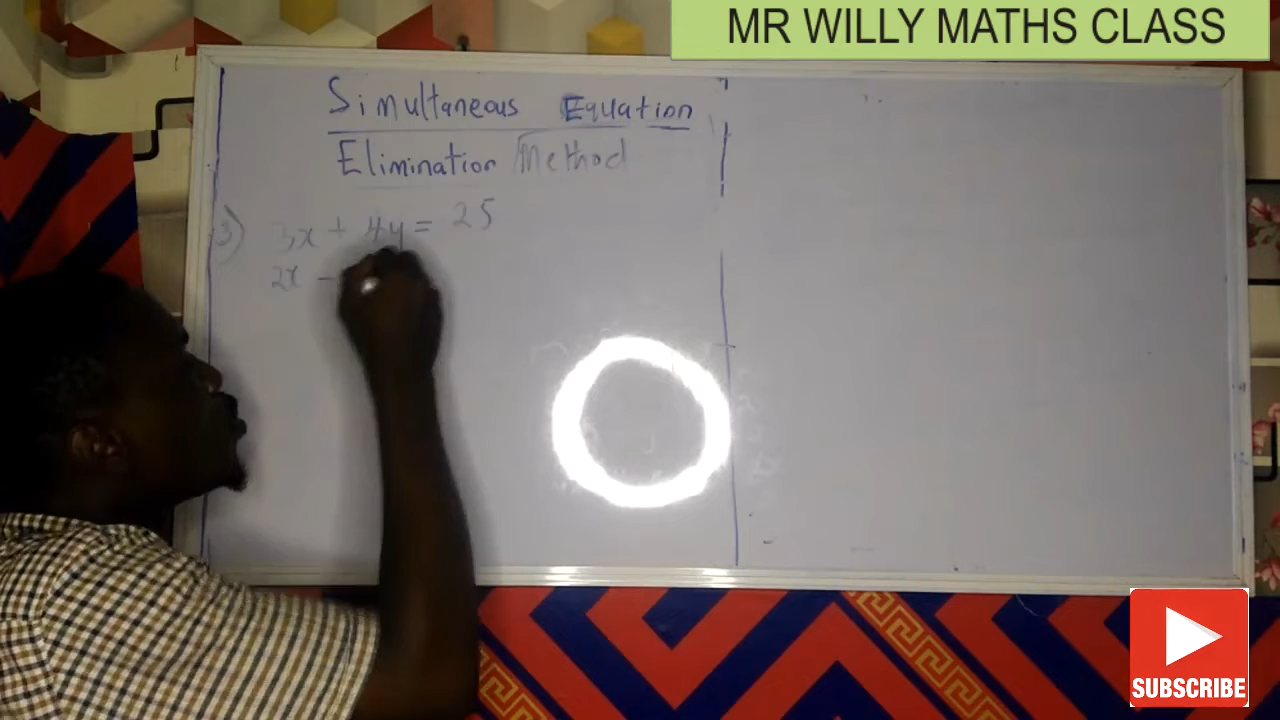 MR WILLY MATHS CLASS
Simultaneous Equation
Elimination Method
3) 3x + 4y = 25
2x -
SUBSCRIBE